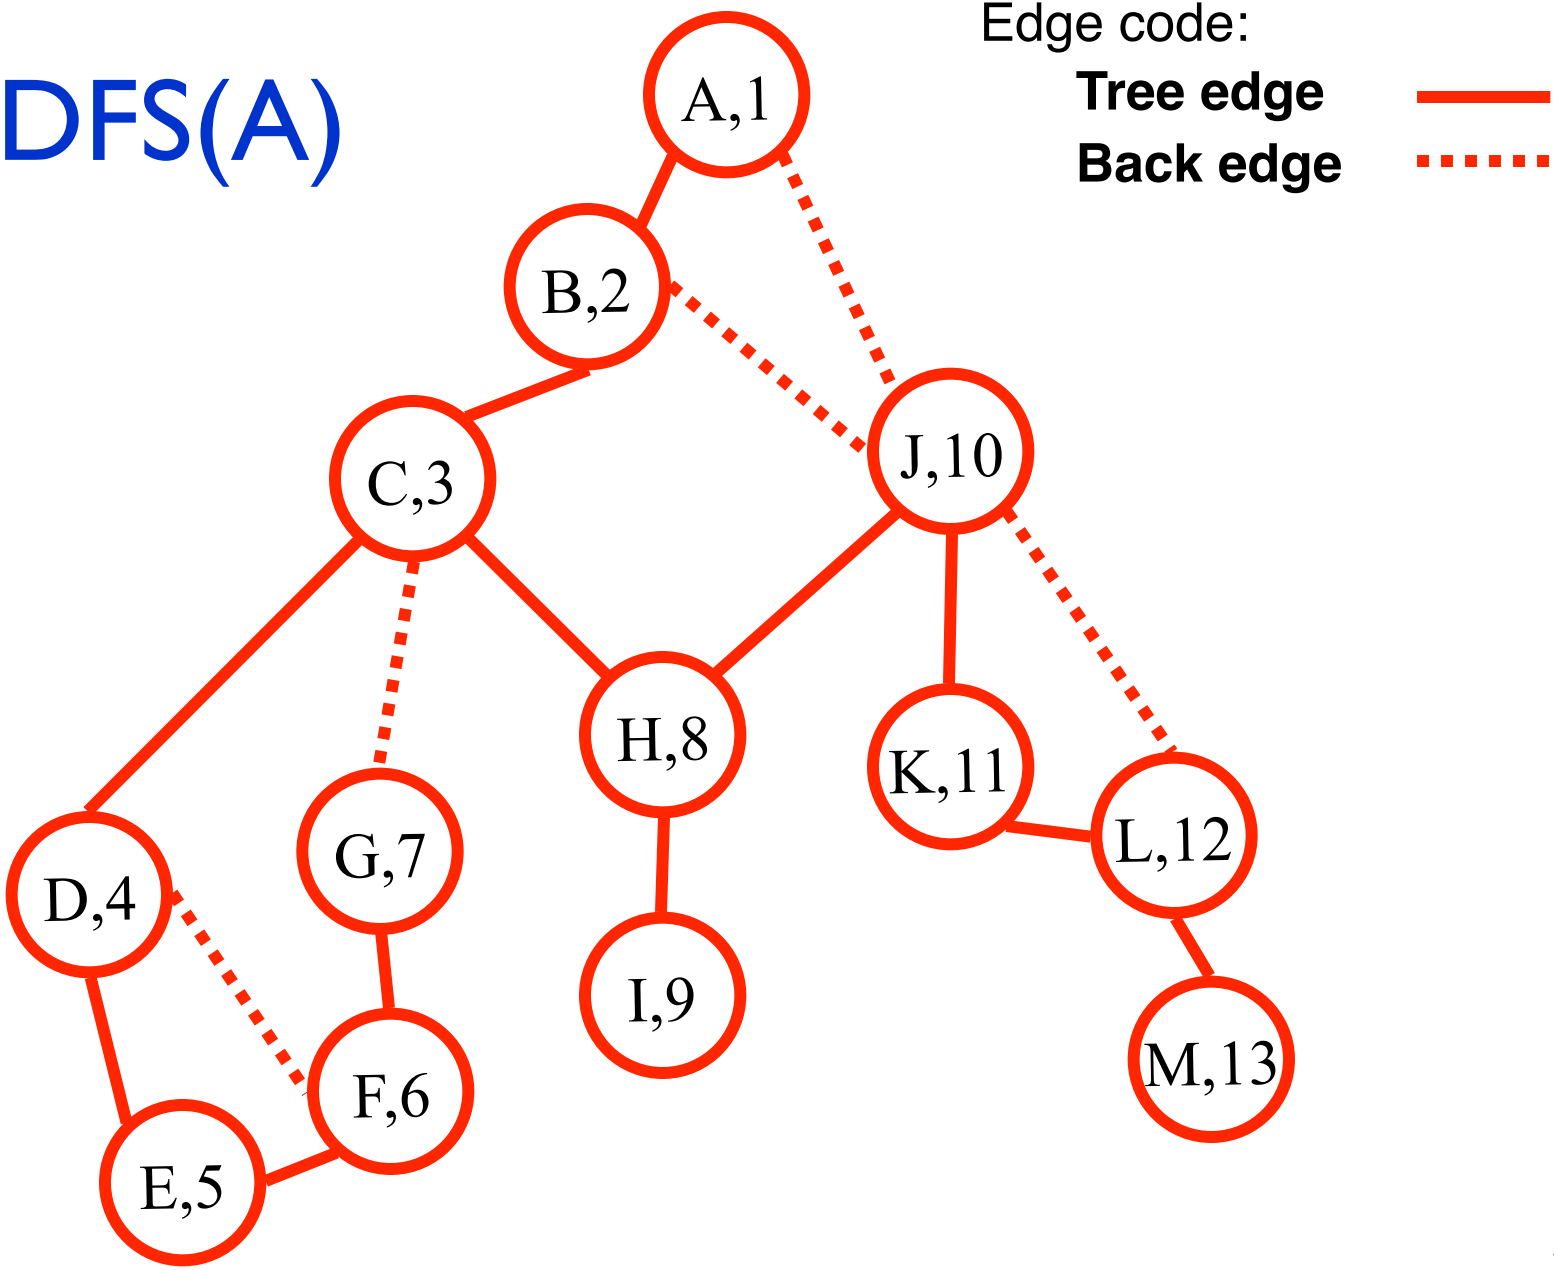 Edge code:
DFS(A)
Tree edge
Back edge
A,1
B,2
J,10
C,3
H,8
K,11
L,12
G,7
D,4
I,9
M,13
F,6
E,5